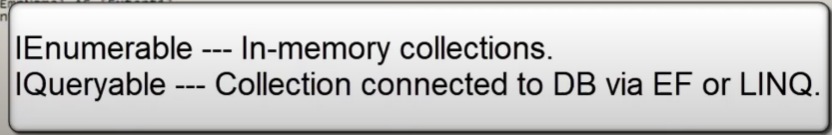 IEnumerable --- In-memory collections.
IQueryable --- Collection connected to DB via EF or LINQ.